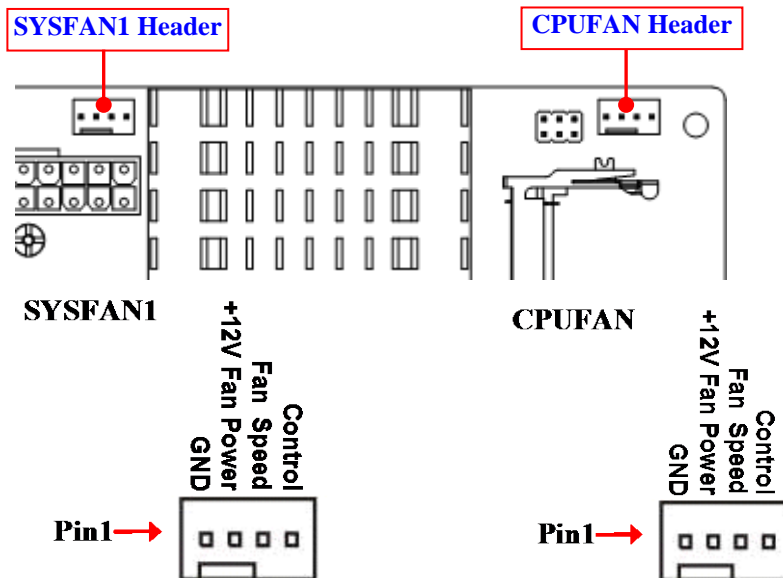 SYSFAN1 Header
CPUFAN Header
SYSFAN1
CPUFAN
GND
+12V Fan Power
Fan Speed
Control
GND
+12V Fan Power
Fan Speed
Control
Pin1
Pin1